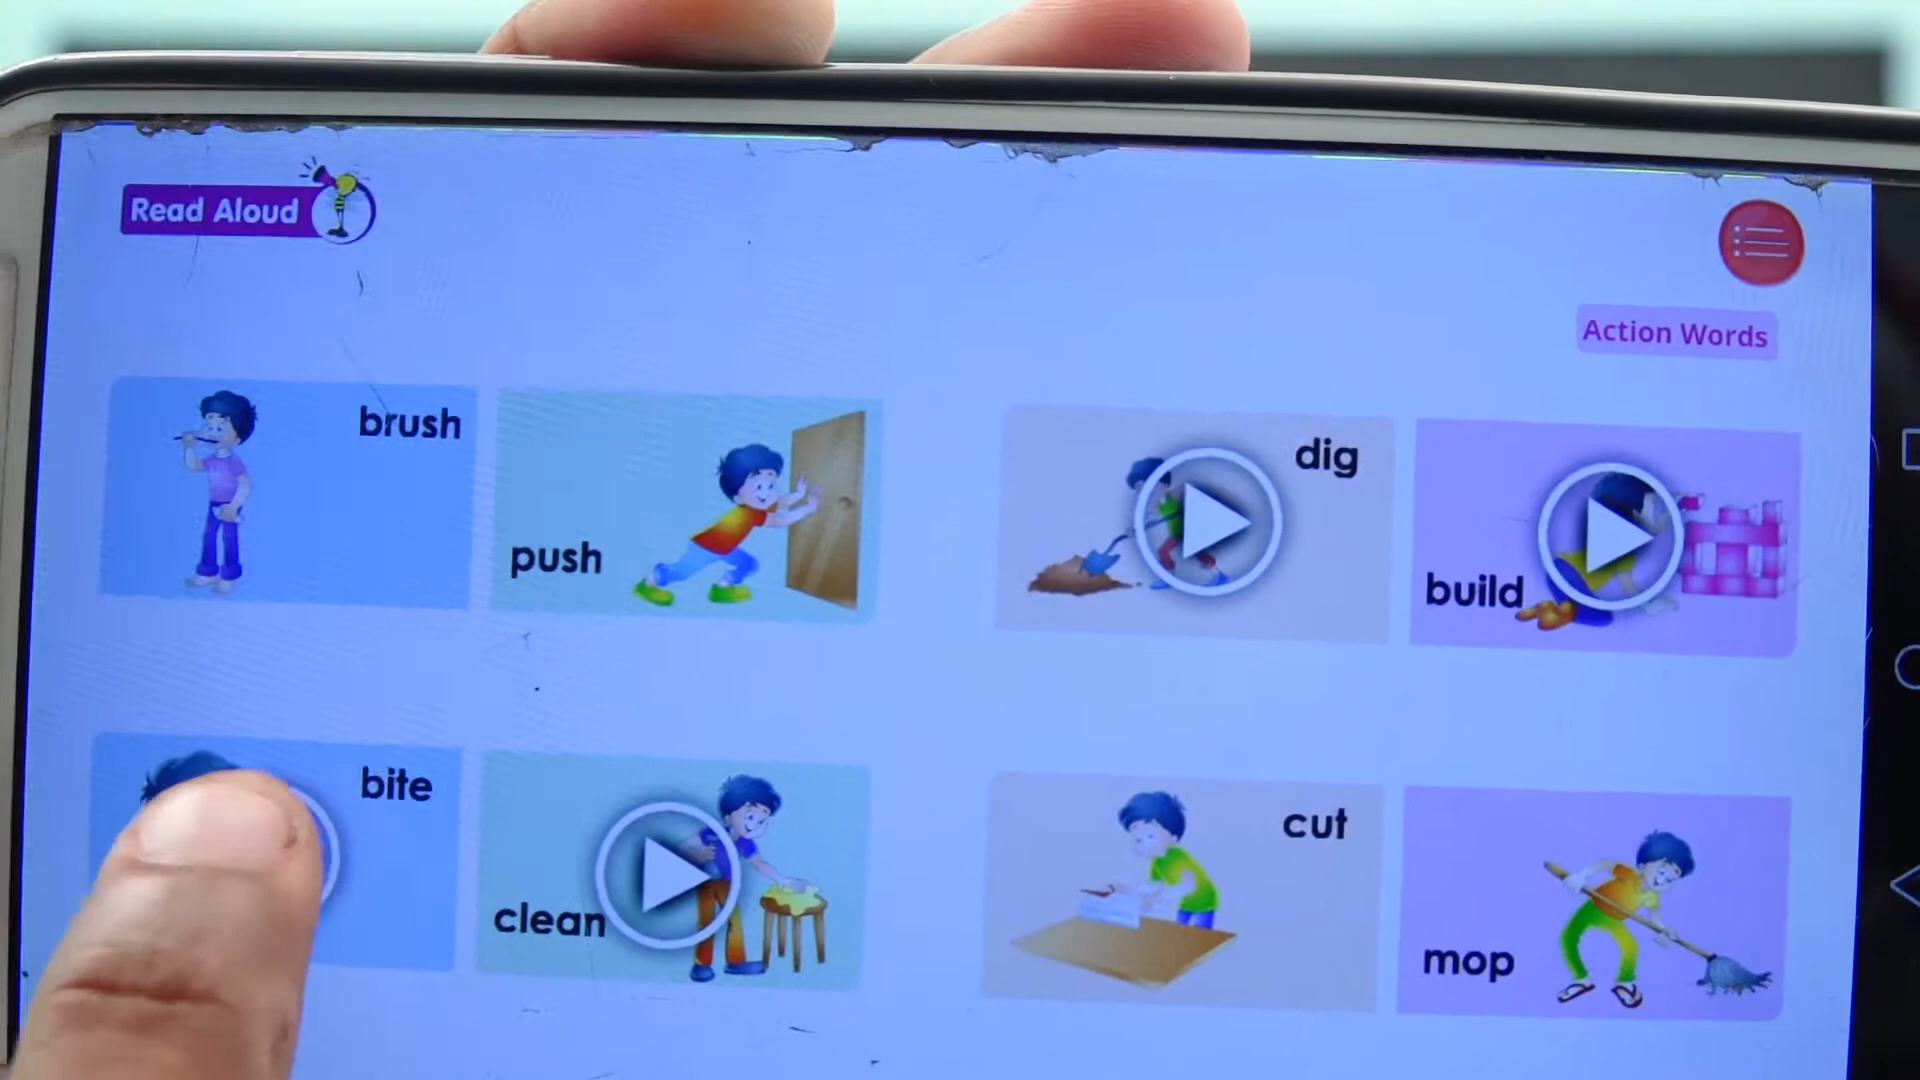 Read Aloud
Action Words
brush
push
dig
build
bite
clean
cut
mop